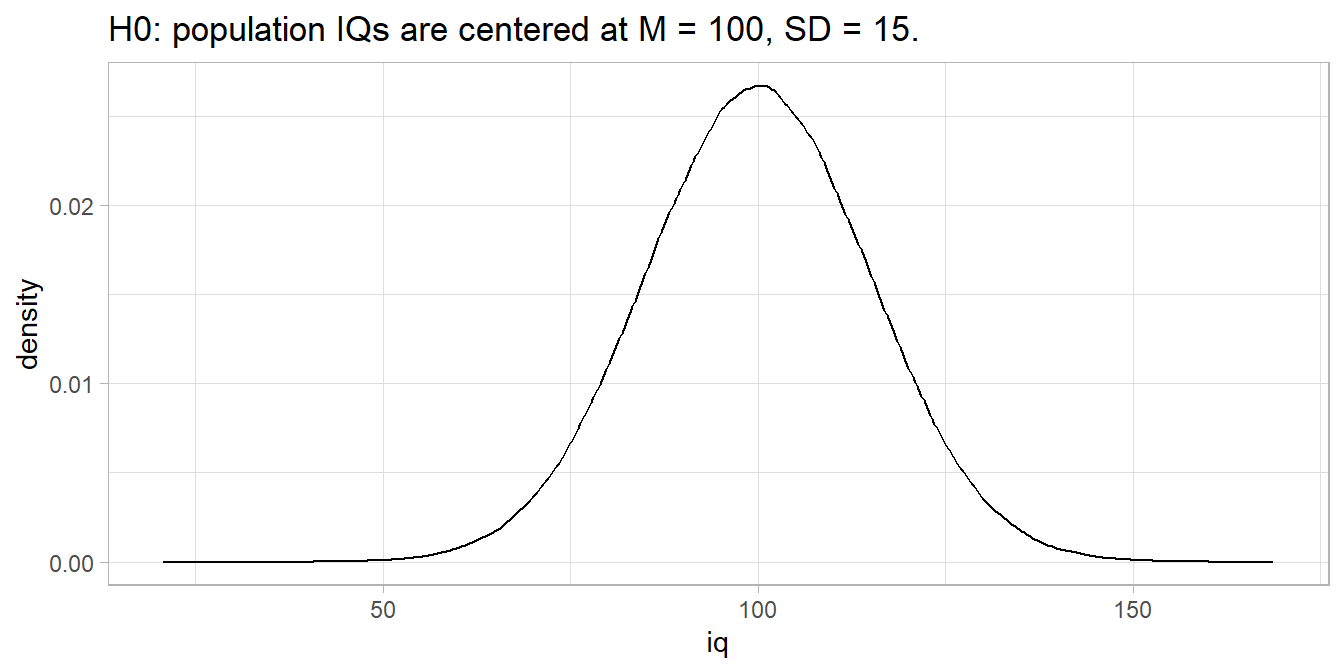 H0: population IQs are centered at M = 100, SD = 15.
density
0.02
0.01
0.00
50
100
150
iq